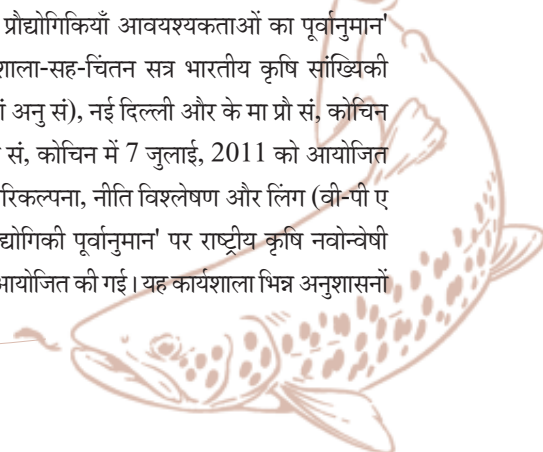 प्रौद्योगिकियाँ आवयश्यकताओं का पूर्वानुमान'
शाला-सह-चिंतन सत्र भारतीय कृषि सांख्यिकी
अनु सं), नई दिल्ली और के मा प्रौ सं, कोचिन
सं, कोचिन में 7 जुलाई, 2011 को आयोजित
रिकल्पना, नीति विश्लेषण और लिंग (वी-पी ए
द्योगिकी पूर्वानुमान' पर राष्ट्रीय कृषि नवोन्वेषी
आयोजित की गई। यह कार्यशाला भिन्न अनुशासनों